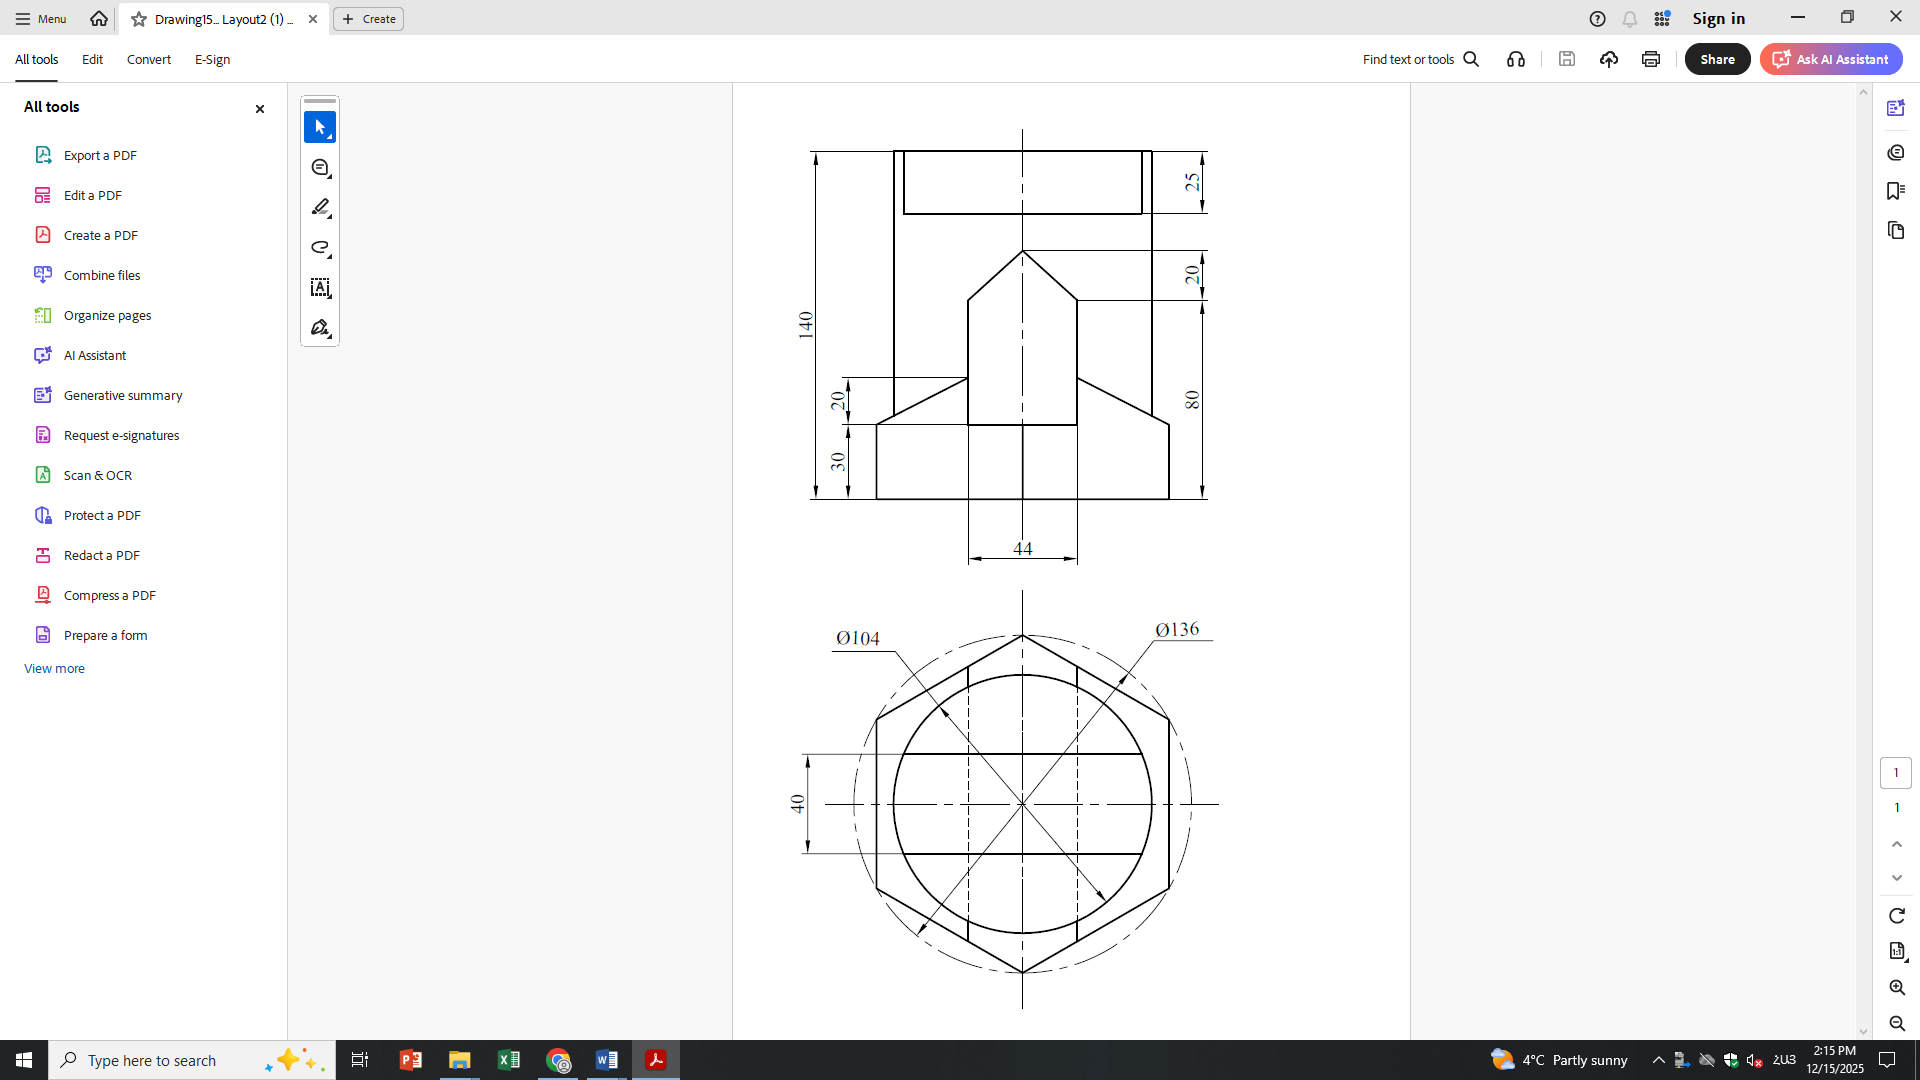 Menu
Drawing15... Layout2 (1) ...
Create
Sign in
All tools
Edit
Convert
E-Sign
Find text or tools
Share
Ask AI Assistant
All tools
Export a PDF
Edit a PDF
Create a PDF
Combine files
Organize pages
AI Assistant
Generative summary
Request e-signatures
Scan & OCR
Protect a PDF
Redact a PDF
Compress a PDF
Prepare a form
View more
25
20
140
20
80
30
44
Ø104
Ø136
40
1
1
Type here to search
4°C Partly sunny
ՀԱՅ
2:15 PM
12/15/2025